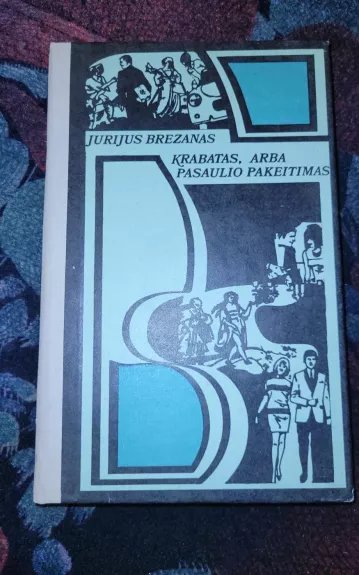 JURIJUS BREZANAS
KRABATAS, ARBA
PASAULIO PAKEITIMAS